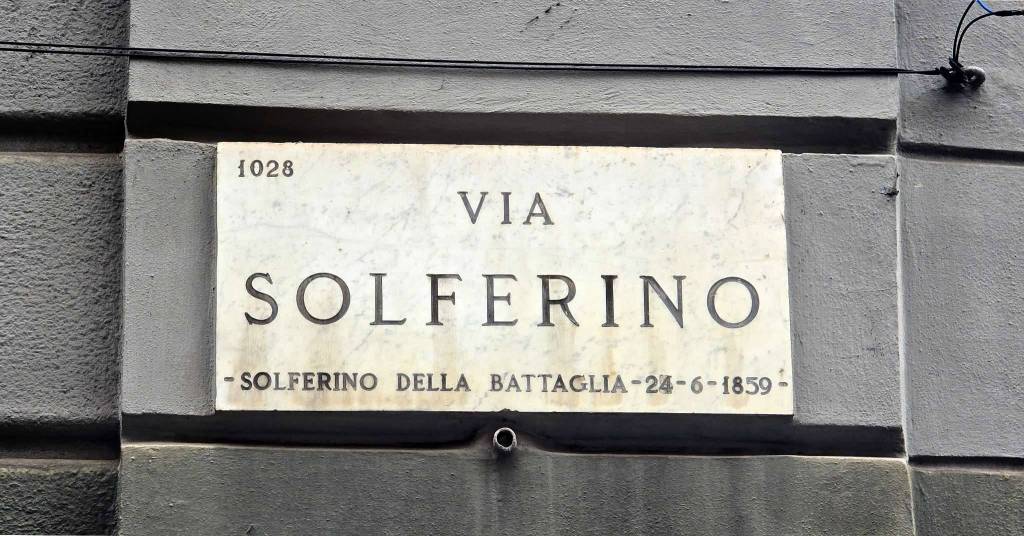 1028
VIA
SOLFERINO
-SOLFERINO DELLA BATTAGLIA-24-6-1859-